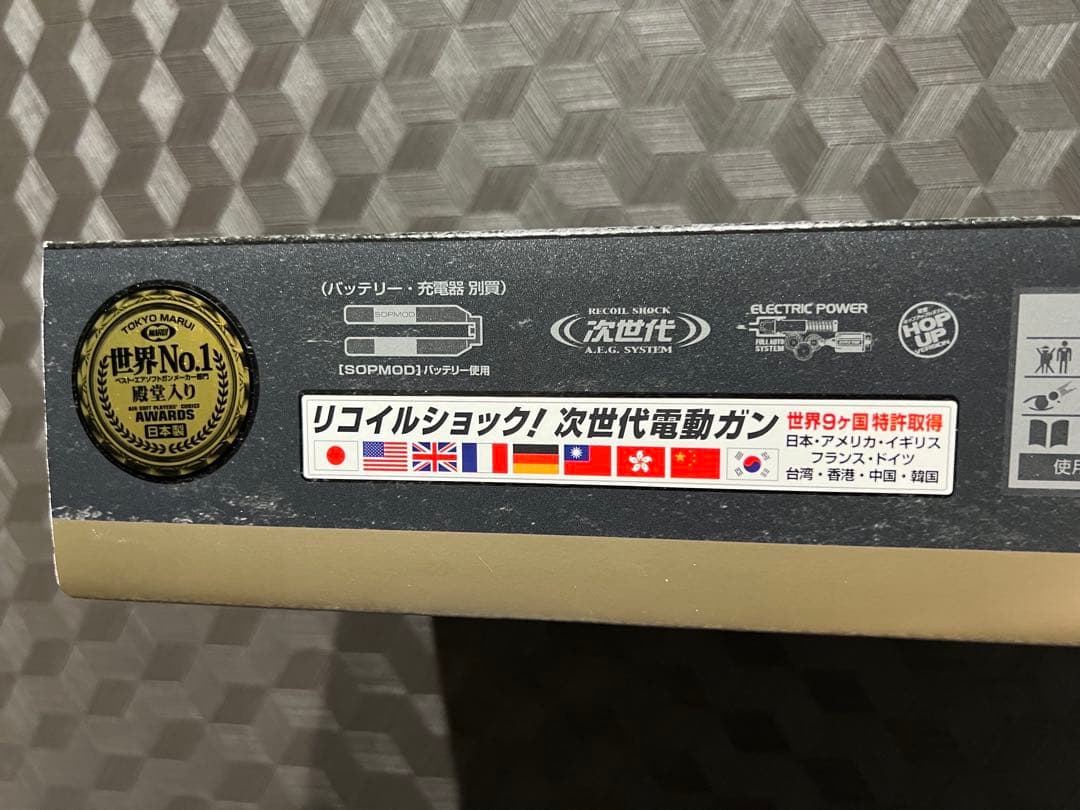 TOKYO MARUI
MARUI
世界No.1
ベスト・エアソフトガンメーカー部門
殿堂入り
AIR SOFT PLAYERS' CHOICE
AWARDS
日本製
(バッテリー・充電器 別買)
SOPMOD
[SOPMOD]バッテリー使用
RECOIL SHOCK
次世代
A.E.G. SYSTEM
ELECTRIC POWER
FULL AUTO
SYSTEM
HOP
UP
VERSION
リコイルショック! 次世代電動ガン
世界9ヶ国 特許取得
日本・アメリカ・イギリス
フランス・ドイツ
台湾・香港・中国・韓国
使用